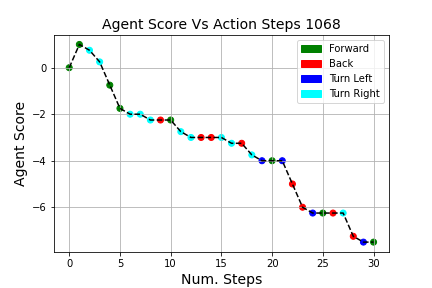 Agent Score Vs Action Steps 1068
Forward
Back
Turn Left
Turn Right
Agent Score
0
−2
−4
−6
0 5 10 15 20 25 30
Num. Steps